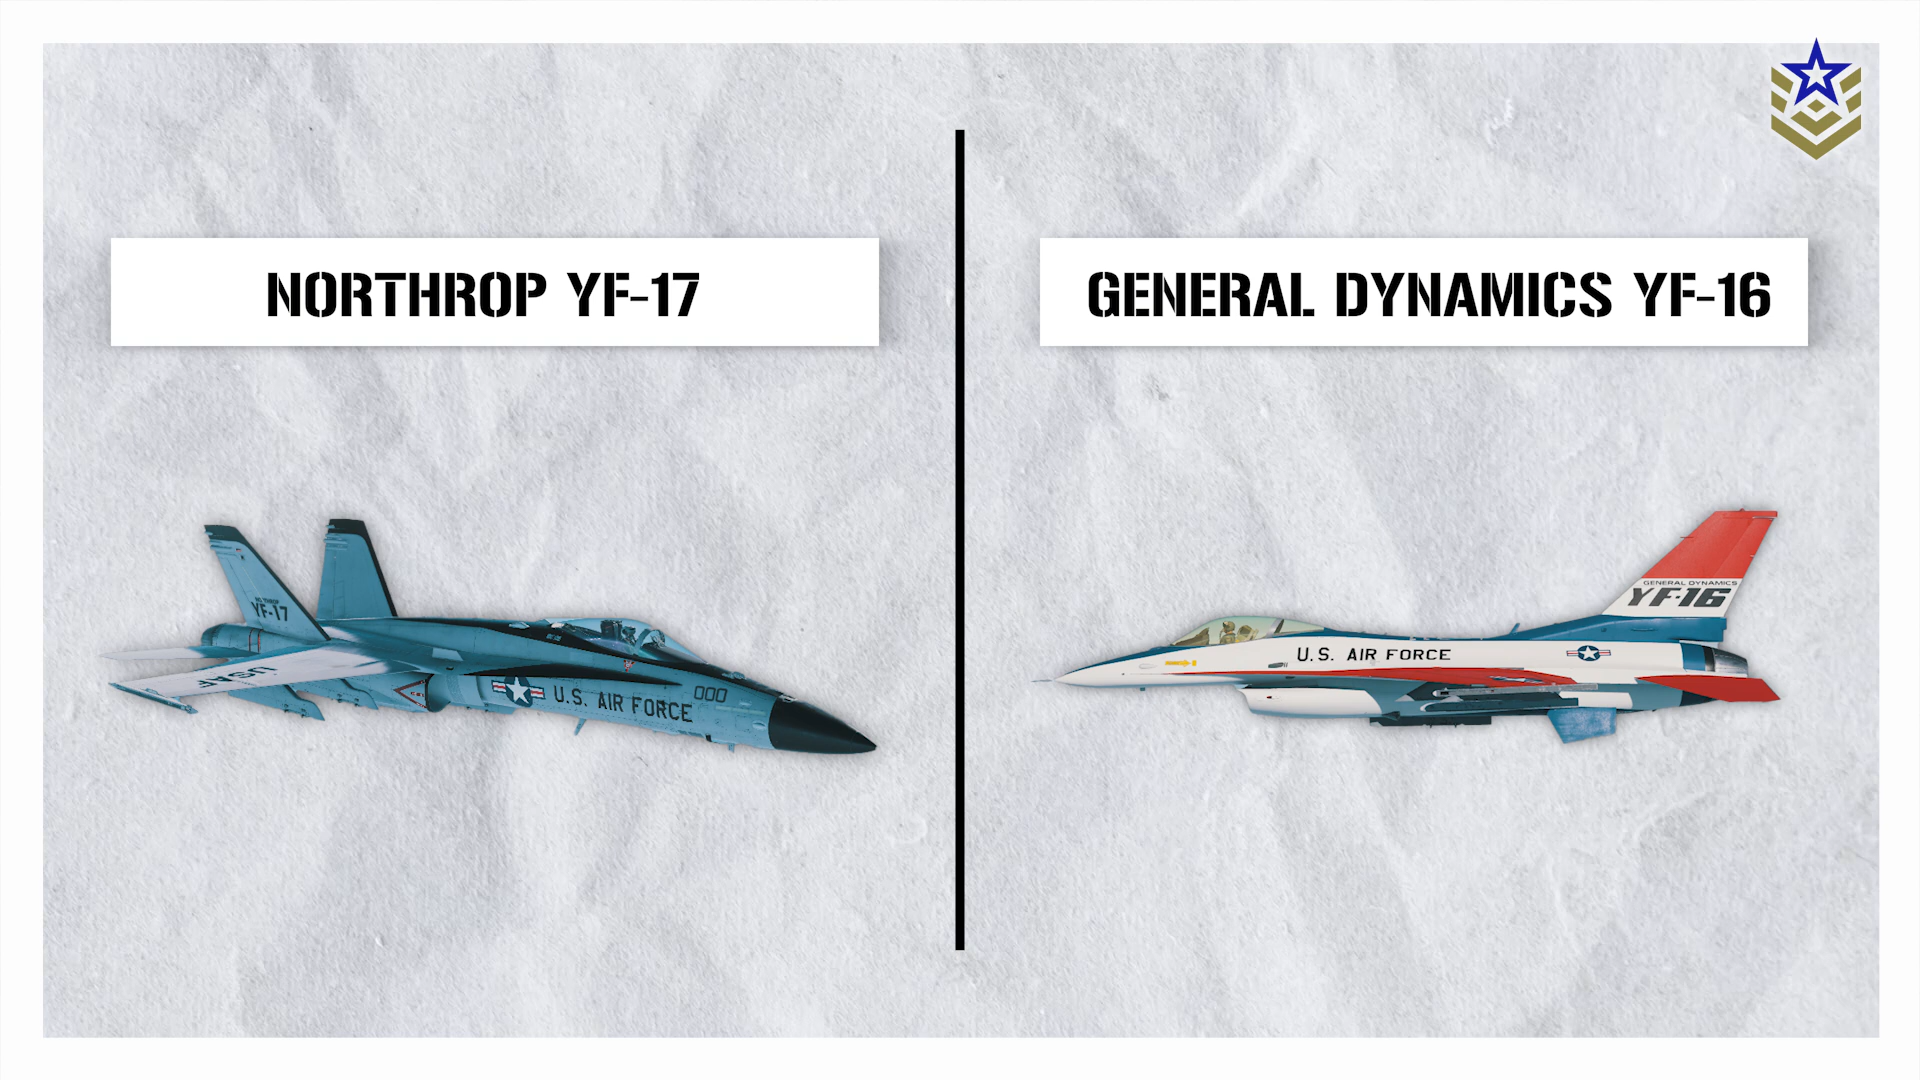 NORTHROP YF-17
GENERAL DYNAMICS YF-16
YF-17
USAF
U.S. AIR FORCE
000
GENERAL DYNAMICS
YF-16
U.S. AIR FORCE